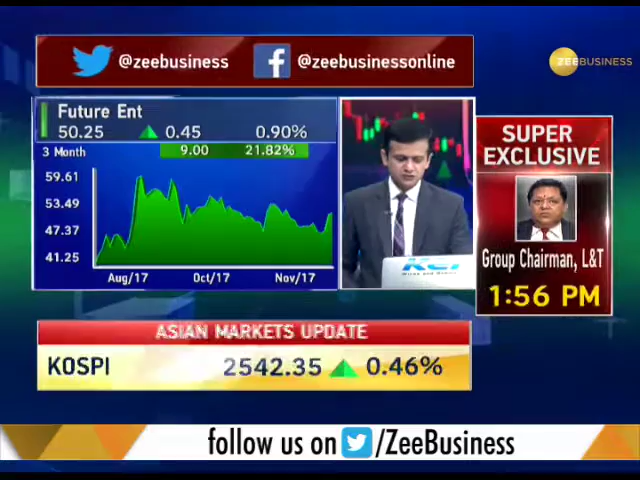 @zeebusiness
@zeebusinessonline
ZEEBUSINESS
Future Ent
50.25 0.45 0.90%
3 Month 9.00 21.82%
59.61
53.49
47.37
41.25
Aug/17 Oct/17 Nov/17
KEI
SUPER
EXCLUSIVE
Group Chairman, L&T
1:56 PM
ASIAN MARKETS UPDATE
KOSPI 2542.35 0.46%
follow us on /ZeeBusiness